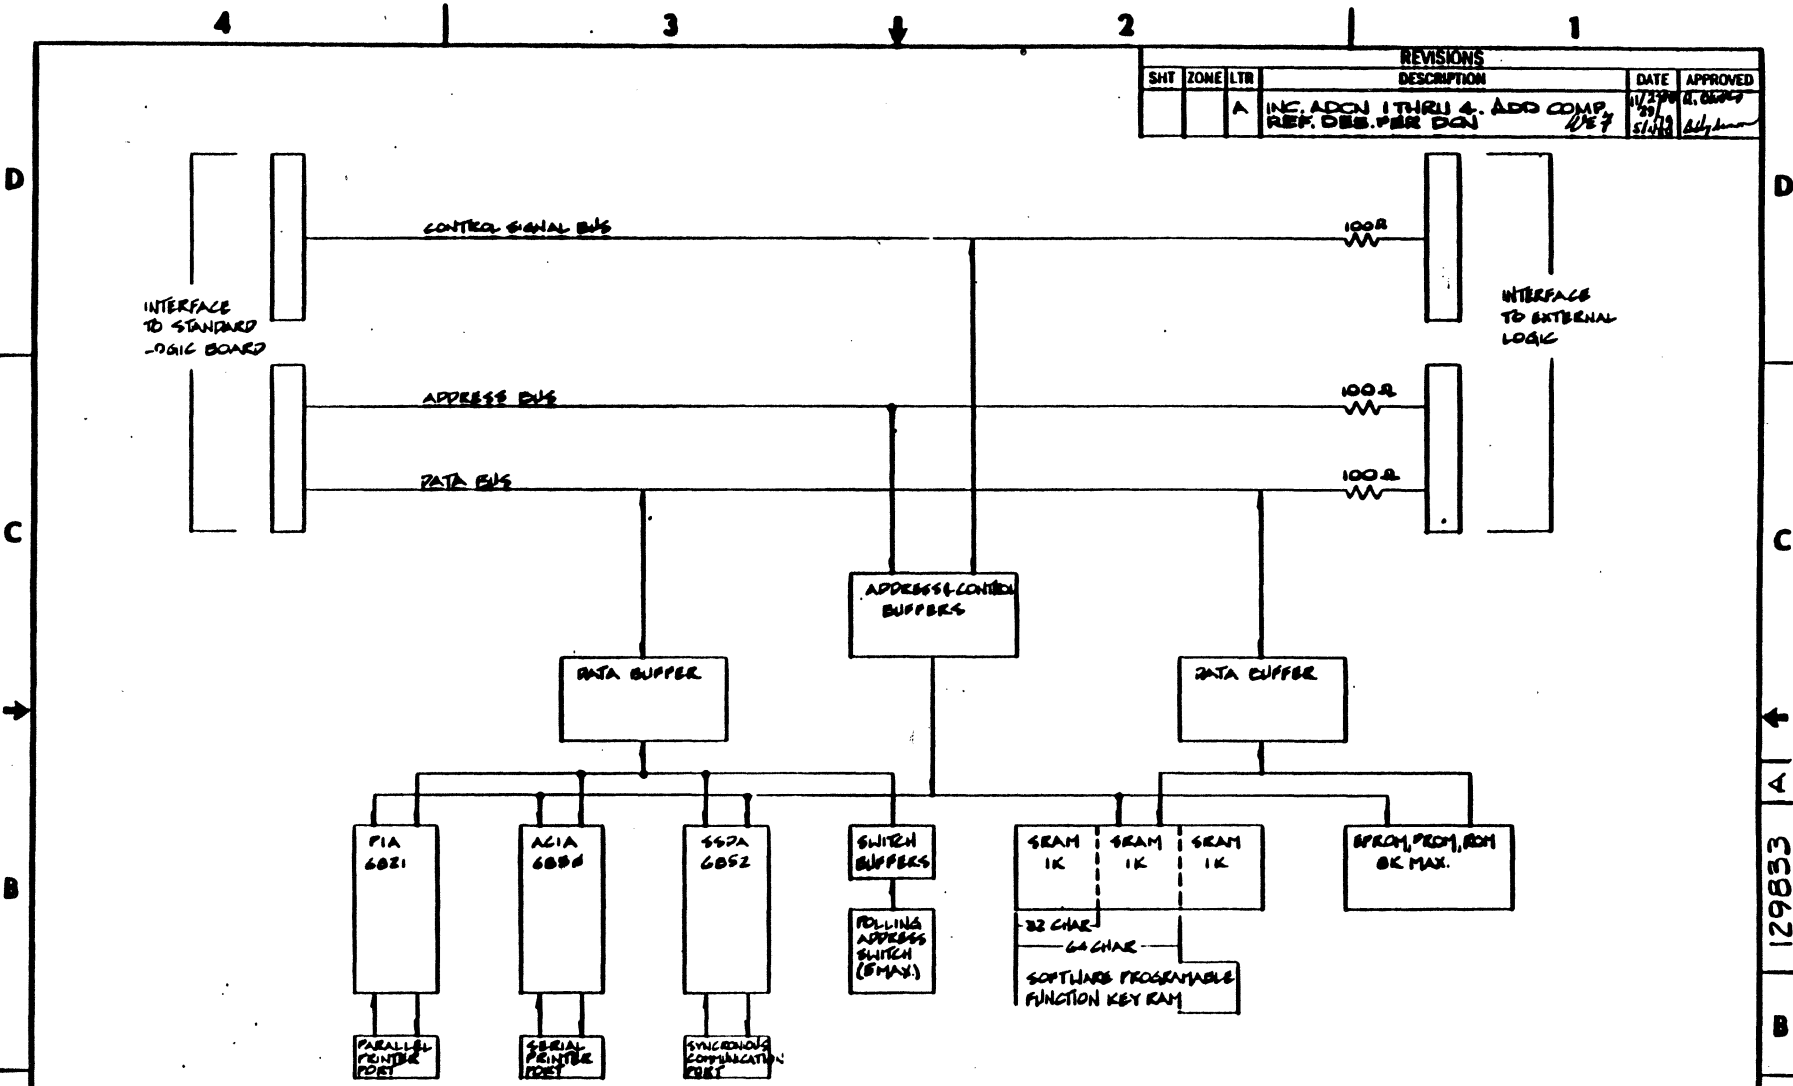 4 3 2 1
REVISIONS
SHT ZONE LTR DESCRIPTION DATE APPROVED
A INC. ADCN 1 THRU 4. ADD COMP.
REF. DES. PER DCN
D D
CONTROL SIGNAL BUS
100Ω
INTERFACE
TO STANDARD
LOGIC BOARD
INTERFACE
TO EXTERNAL
LOGIC
ADDRESS BUS
100Ω
DATA BUS
100Ω
C C
ADDRESS & CONTROL
BUFFERS
DATA BUFFER
DATA BUFFER
A
129833
PIA
6821
ACIA
6850
SSDA
6852
SWITCH
BUFFERS
SRAM
1K
SRAM
1K
SRAM
1K
EPROM, PROM, ROM
8K MAX.
B
POLLING
ADDRESS
SWITCH
(8 MAX.)
32 CHAR
64 CHAR
SOFTWARE PROGRAMABLE
FUNCTION KEY RAM
B
PARALLEL
PRINTER
PORT
SERIAL
PRINTER
PORT
SYNCRONOUS
COMMUNICATION
PORT